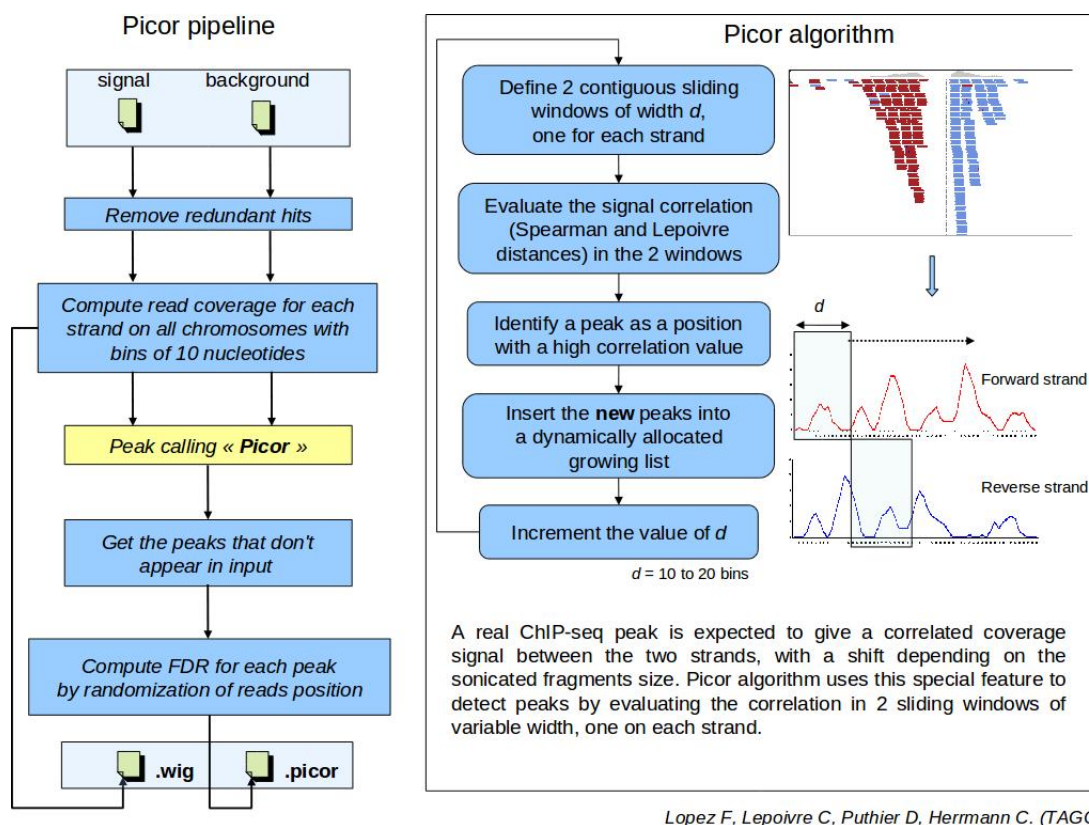 Picor pipeline
signal
background
Remove redundant hits
Compute read coverage for each
strand on all chromosomes with
bins of 10 nucleotides
Peak calling « Picor »
Get the peaks that don't
appear in input
Compute FDR for each peak
by randomization of reads position
.wig
.picor
Picor algorithm
Define 2 contiguous sliding
windows of width d,
one for each strand
Evaluate the signal correlation
(Spearman and Lepoivre
distances) in the 2 windows
Identify a peak as a position
with a high correlation value
Insert the new peaks into
a dynamically allocated
growing list
Increment the value of d
d = 10 to 20 bins
d
Forward strand
Reverse strand
A real ChIP-seq peak is expected to give a correlated coverage
signal between the two strands, with a shift depending on the
sonicated fragments size. Picor algorithm uses this special feature to
detect peaks by evaluating the correlation in 2 sliding windows of
variable width, one on each strand.
Lopez F, Lepoivre C, Puthier D, Herrmann C. (TAGC